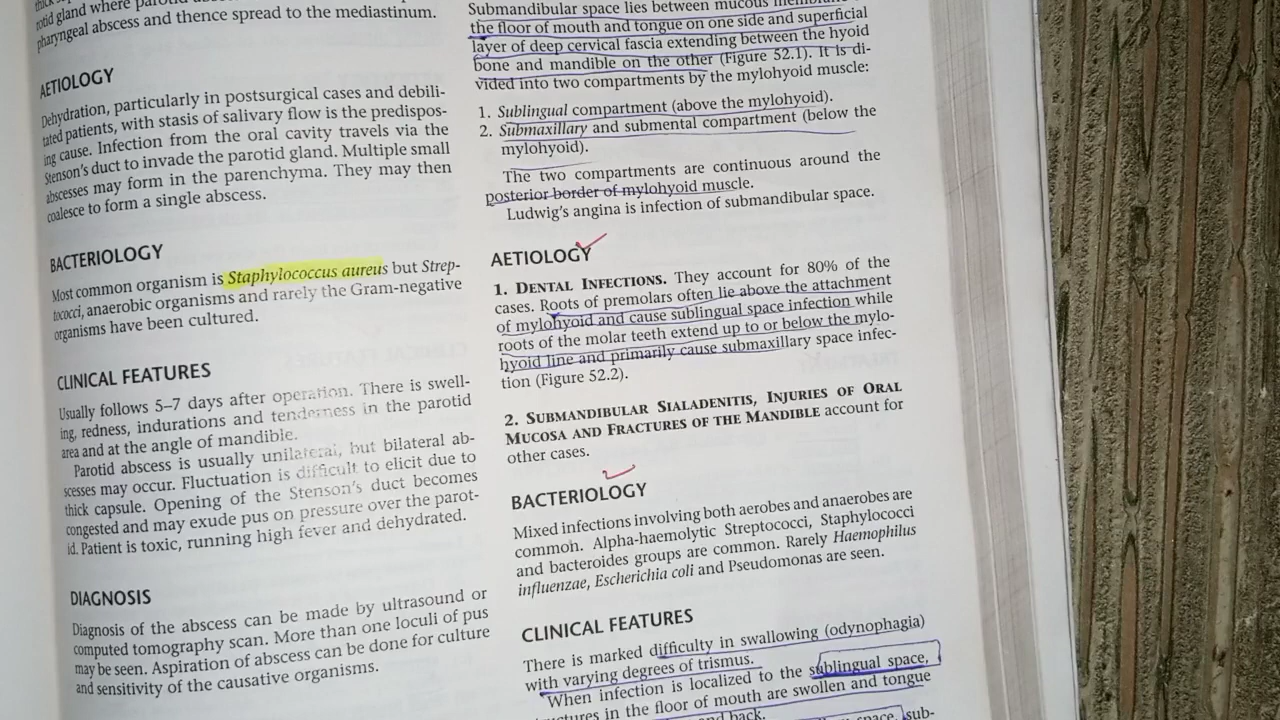 rotid gland where
pharyngeal abscess and thence spread to the mediastinum.
AETIOLOGY
Dehydration, particularly in postsurgical cases and debili-
tated patients, with stasis of salivary flow is the predispos-
ing cause. Infection from the oral cavity travels via the
Stenson's duct to invade the parotid gland. Multiple small
abscesses may form in the parenchyma. They may then
coalesce to form a single abscess.
BACTERIOLOGY
Most common organism is Staphylococcus aureus but Strep-
tococci, anaerobic organisms and rarely the Gram-negative
organisms have been cultured.
CLINICAL FEATURES
Usually follows 5–7 days after operation. There is swell-
ing, redness, indurations and tenderness in the parotid
area and at the angle of mandible.
Parotid abscess is usually unilateral, but bilateral ab-
scesses may occur. Fluctuation is difficult to elicit due to
thick capsule. Opening of the Stenson's duct becomes
congested and may exude pus on pressure over the parot-
id. Patient is toxic, running high fever and dehydrated.
DIAGNOSIS
Diagnosis of the abscess can be made by ultrasound or
computed tomography scan. More than one loculi of pus
may be seen. Aspiration of abscess can be done for culture
and sensitivity of the causative organisms.
Submandibular space lies between mucous
the floor of mouth and tongue on one side and superficial
layer of deep cervical fascia extending between the hyoid
bone and mandible on the other (Figure 52.1). It is di-
vided into two compartments by the mylohyoid muscle:
1. Sublingual compartment (above the mylohyoid).
2. Submaxillary and submental compartment (below the
mylohyoid).
The two compartments are continuous around the
posterior border of mylohyoid muscle.
Ludwig's angina is infection of submandibular space.
AETIOLOGY
1. DENTAL INFECTIONS. They account for 80% of the
cases. Roots of premolars often lie above the attachment
of mylohyoid and cause sublingual space infection while
roots of the molar teeth extend up to or below the mylo-
hyoid line and primarily cause submaxillary space infec-
tion (Figure 52.2).
2. SUBMANDIBULAR SIALADENITIS, INJURIES OF ORAL
MUCOSA AND FRACTURES OF THE MANDIBLE account for
other cases.
BACTERIOLOGY
Mixed infections involving both aerobes and anaerobes are
common. Alpha-haemolytic Streptococci, Staphylococci
and bacteroides groups are common. Rarely Haemophilus
influenzae, Escherichia coli and Pseudomonas are seen.
CLINICAL FEATURES
There is marked difficulty in swallowing (odynophagia)
with varying degrees of trismus.
When infection is localized to the sublingual space,
in the floor of mouth are swollen and tongue
back.
space, sub-